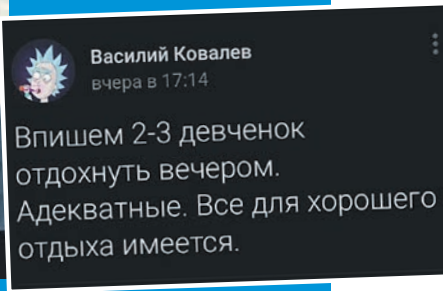 Василий Ковалев
вчера в 17:14
Впишем 2-3 девченок
отдохнуть вечером.
Адекватные. Все для хорошего
отдыха имеется.